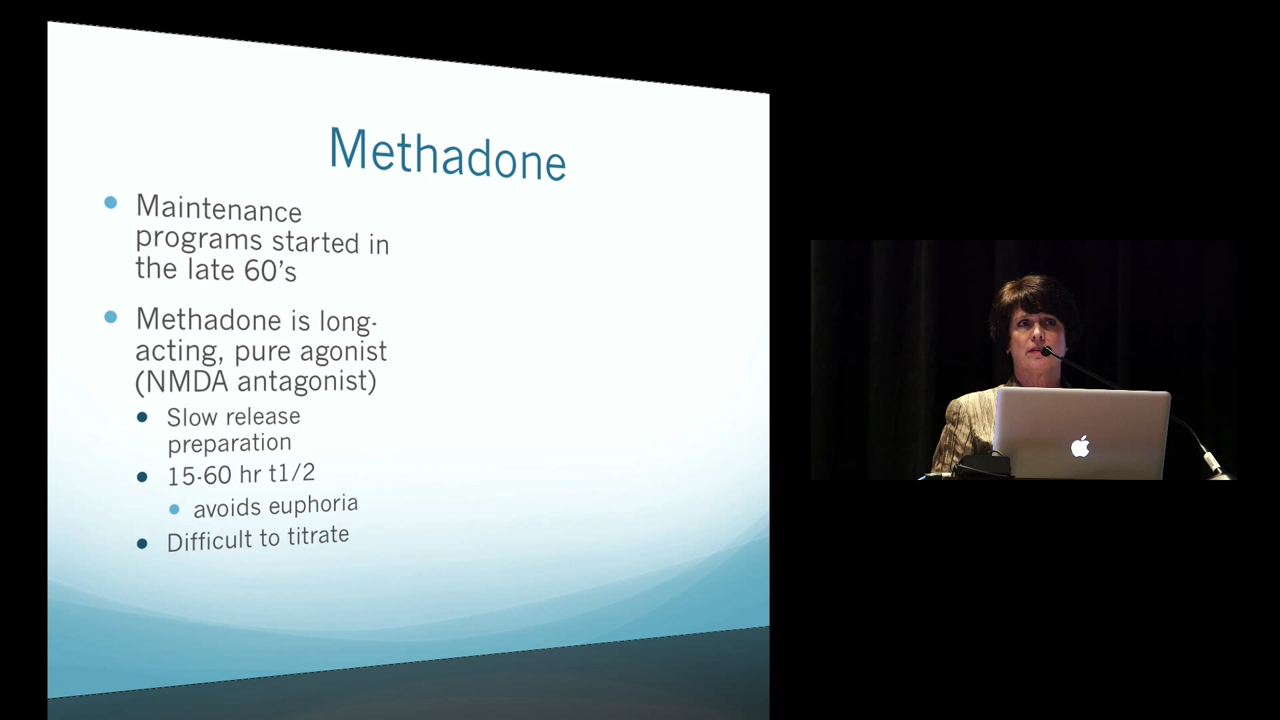 Methadone
Maintenance
programs started in
the late 60's
Methadone is long-
acting, pure agonist
(NMDA antagonist)
Slow release
preparation
15-60 hr t1/2
avoids euphoria
Difficult to titrate